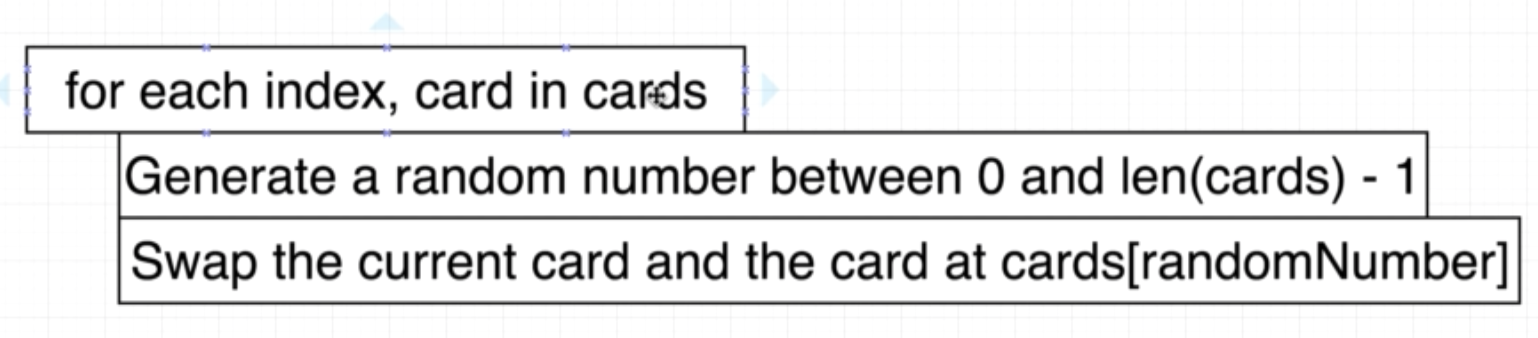 for each index, card in cards
Generate a random number between 0 and len(cards) - 1
Swap the current card and the card at cards[randomNumber]